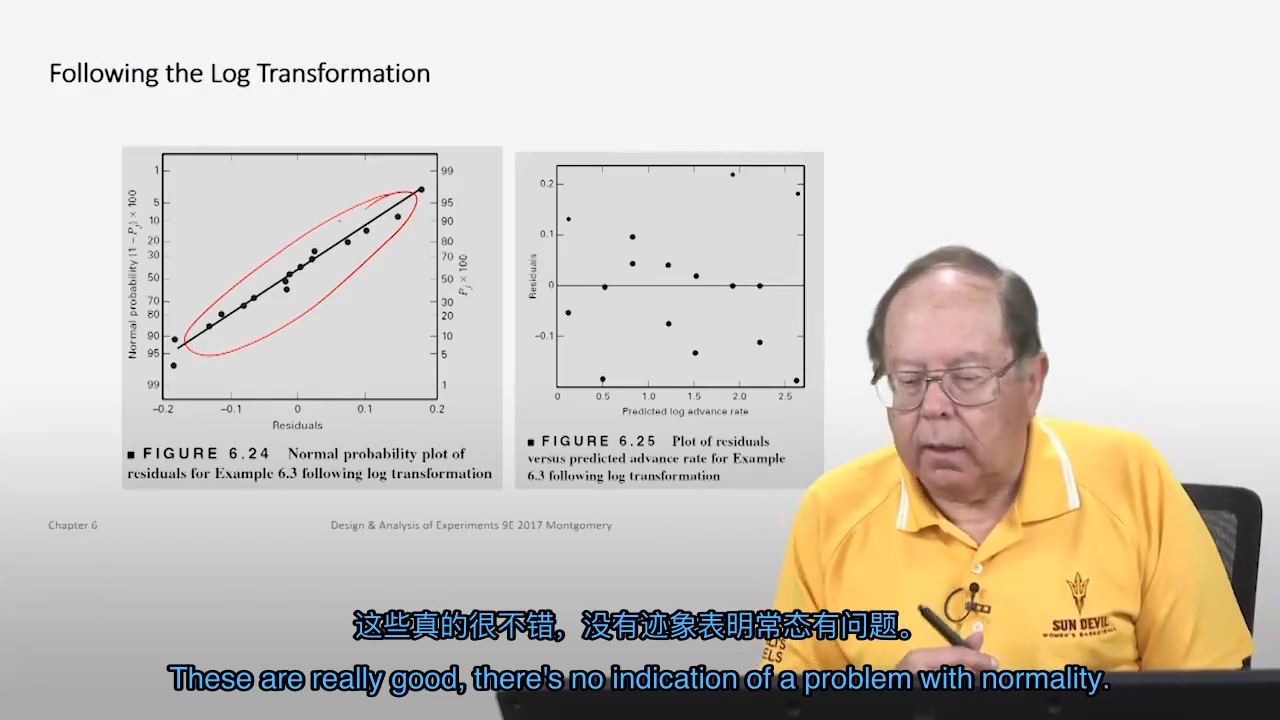 Following the Log Transformation
Normal probability (1 − Pj) × 100
1
5
10
20
30
50
70
80
90
95
99
99
95
90
80
70
50
30
20
10
5
1
Pj × 100
−0.2
−0.1
0
0.1
0.2
Residuals
■ FIGURE 6.24 Normal probability plot of
residuals for Example 6.3 following log transformation
Residuals
0.2
0.1
0
−0.1
0
0.5
1.0
1.5
2.0
2.5
Predicted log advance rate
■ FIGURE 6.25 Plot of residuals
versus predicted advance rate for Example
6.3 following log transformation
Chapter 6
Design & Analysis of Experiments 9E 2017 Montgomery
SUN DEVIL
WOMEN'S BASKETBALL
这些真的很不错，没有迹象表明常态有问题。
These are really good, there's no indication of a problem with normality.